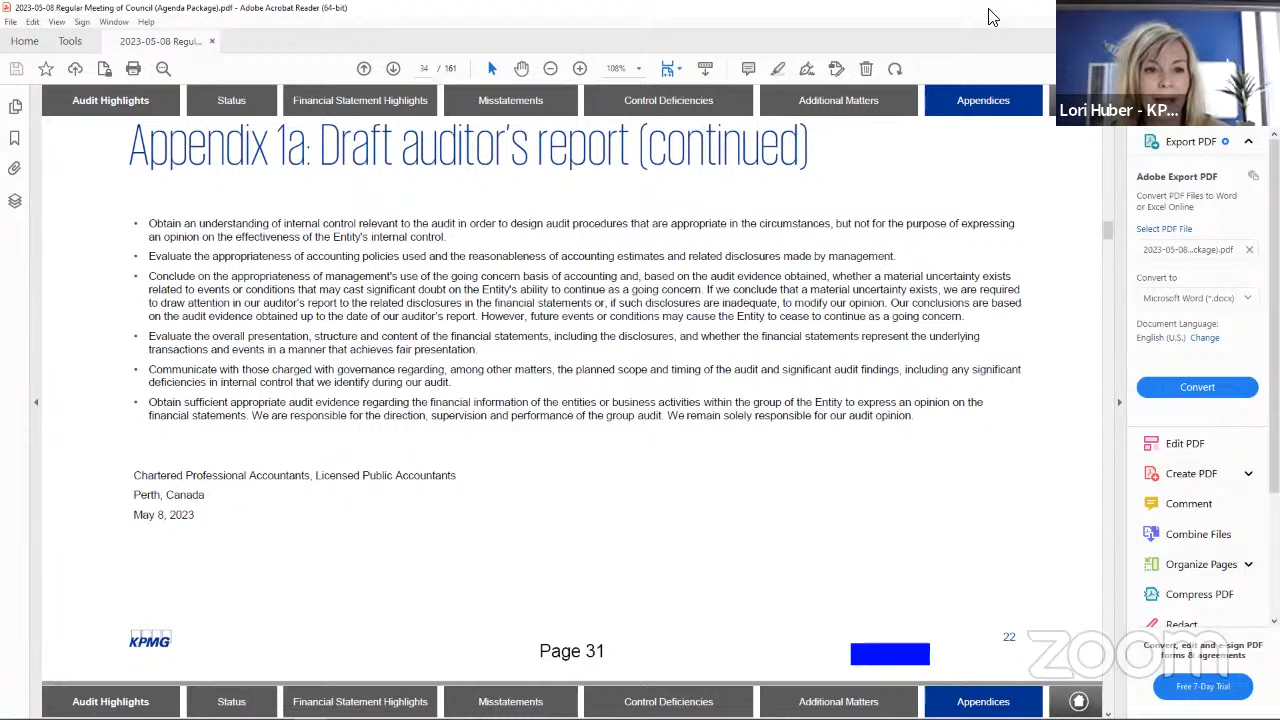 2023-05-08 Regular Meeting of Council (Agenda Package).pdf - Adobe Acrobat Reader (64-bit)
File Edit View Sign Window Help
Home Tools 2023-05-08 Regul... ×
34 / 161 108%
Audit Highlights Status Financial Statement Highlights Misstatements Control Deficiencies Additional Matters Appendices
Lori Huber - KP...
Appendix 1a: Draft auditor's report (continued)
• Obtain an understanding of internal control relevant to the audit in order to design audit procedures that are appropriate in the circumstances, but not for the purpose of expressing
an opinion on the effectiveness of the Entity's internal control.
• Evaluate the appropriateness of accounting policies used and the reasonableness of accounting estimates and related disclosures made by management.
• Conclude on the appropriateness of management's use of the going concern basis of accounting and, based on the audit evidence obtained, whether a material uncertainty exists
related to events or conditions that may cast significant doubt on the Entity's ability to continue as a going concern. If we conclude that a material uncertainty exists, we are required
to draw attention in our auditor's report to the related disclosures in the financial statements or, if such disclosures are inadequate, to modify our opinion. Our conclusions are based
on the audit evidence obtained up to the date of our auditor's report. However, future events or conditions may cause the Entity to cease to continue as a going concern.
• Evaluate the overall presentation, structure and content of the financial statements, including the disclosures, and whether the financial statements represent the underlying
transactions and events in a manner that achieves fair presentation.
• Communicate with those charged with governance regarding, among other matters, the planned scope and timing of the audit and significant audit findings, including any significant
deficiencies in internal control that we identify during our audit.
• Obtain sufficient appropriate audit evidence regarding the financial information of the entities or business activities within the group of the Entity to express an opinion on the
financial statements. We are responsible for the direction, supervision and performance of the group audit. We remain solely responsible for our audit opinion.
Chartered Professional Accountants, Licensed Public Accountants
Perth, Canada
May 8, 2023
KPMG
Page 31
22
Audit Highlights Status Financial Statement Highlights Misstatements Control Deficiencies Additional Matters Appendices
Export PDF
Adobe Export PDF
Convert PDF Files to Word
or Excel Online
Select PDF File
2023-05-08...ckage).pdf ×
Convert to
Microsoft Word (*.docx)
Document Language:
English (U.S.) Change
Convert
Edit PDF
Create PDF
Comment
Combine Files
Organize Pages
Compress PDF
Redact
Convert, edit and e-sign PDF
forms & agreements
Free 7-Day Trial
zoom